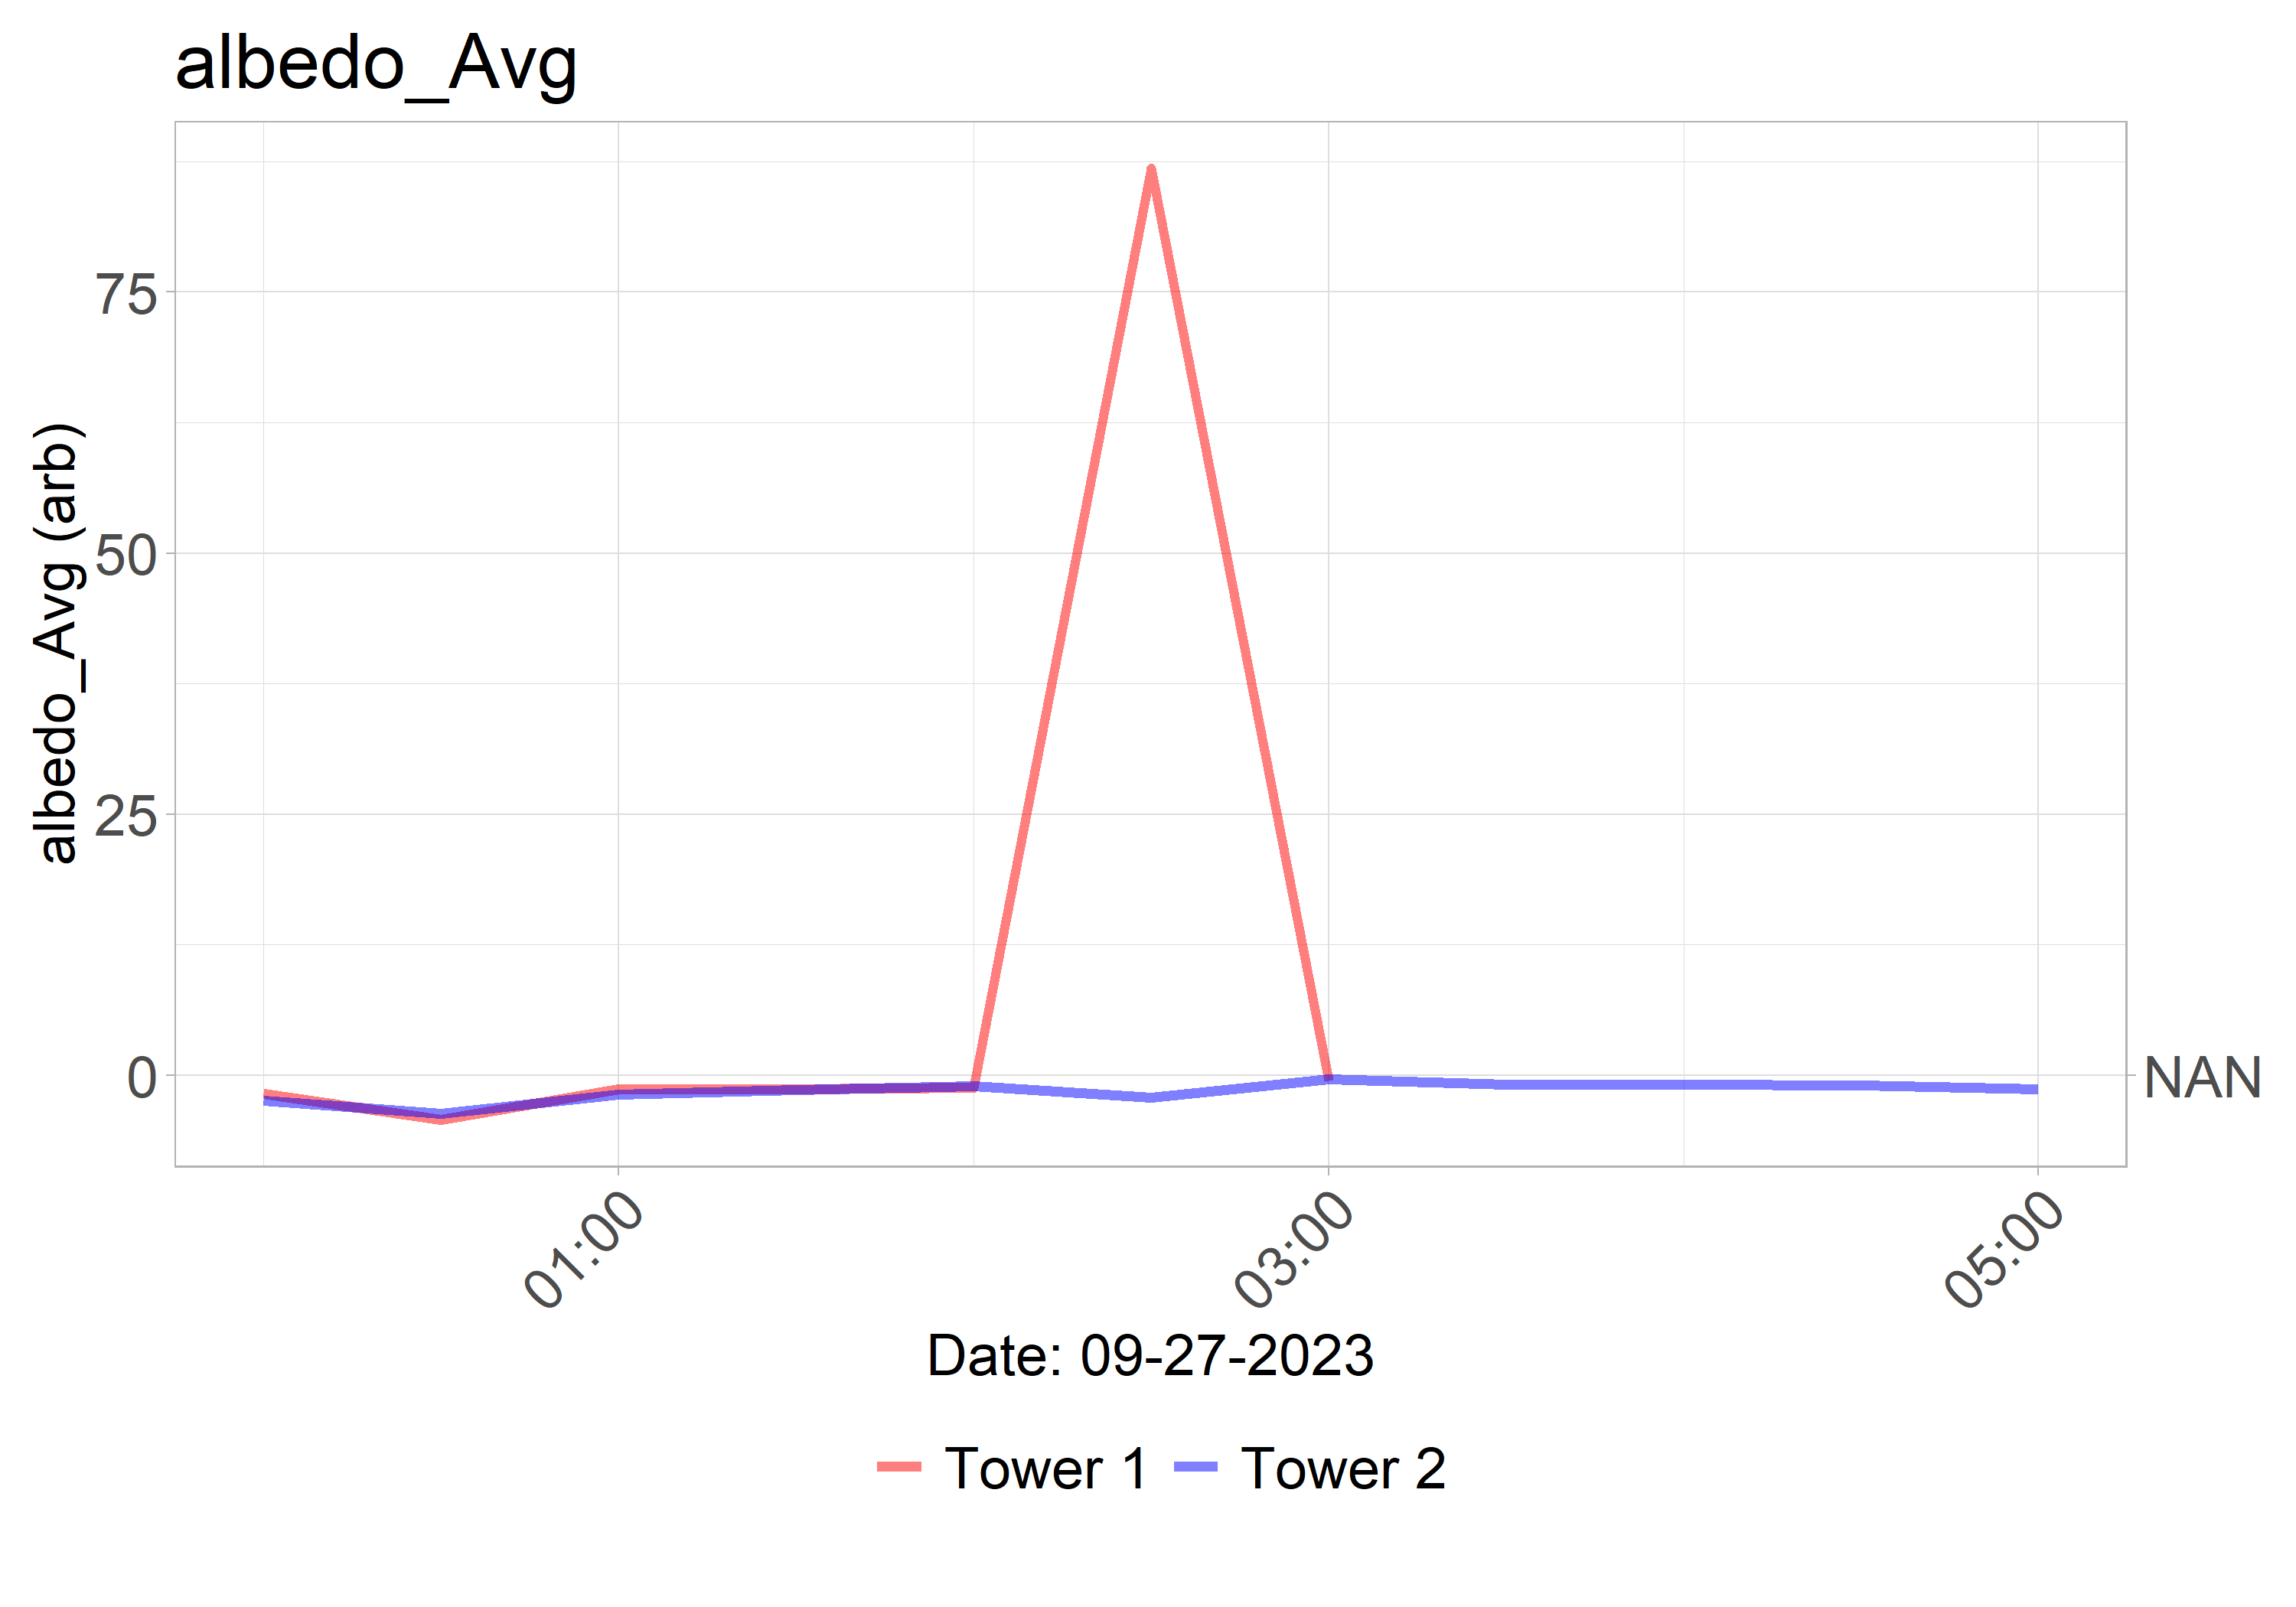 albedo_Avg
albedo_Avg (arb)
75
50
25
0
NAN
01:00
03:00
05:00
Date: 09-27-2023
Tower 1
Tower 2